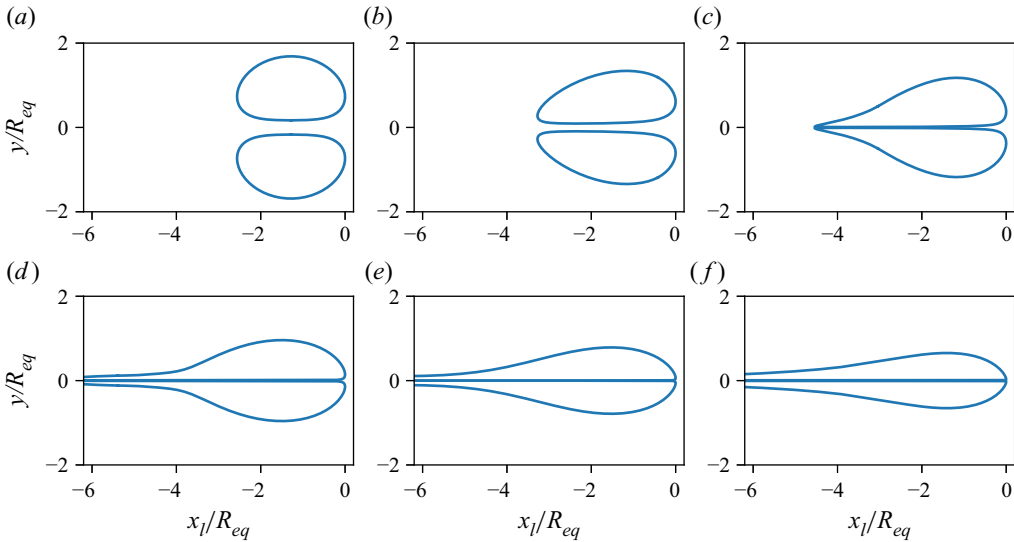 (a) (b) (c)
2 2 2
y/R_eq 0 0 0
−2 −2 −2
−6 −4 −2 0 −6 −4 −2 0 −6 −4 −2 0
(d) (e) (f)
2 2 2
y/R_eq 0 0 0
−2 −2 −2
−6 −4 −2 0 −6 −4 −2 0 −6 −4 −2 0
x_l/R_eq x_l/R_eq x_l/R_eq